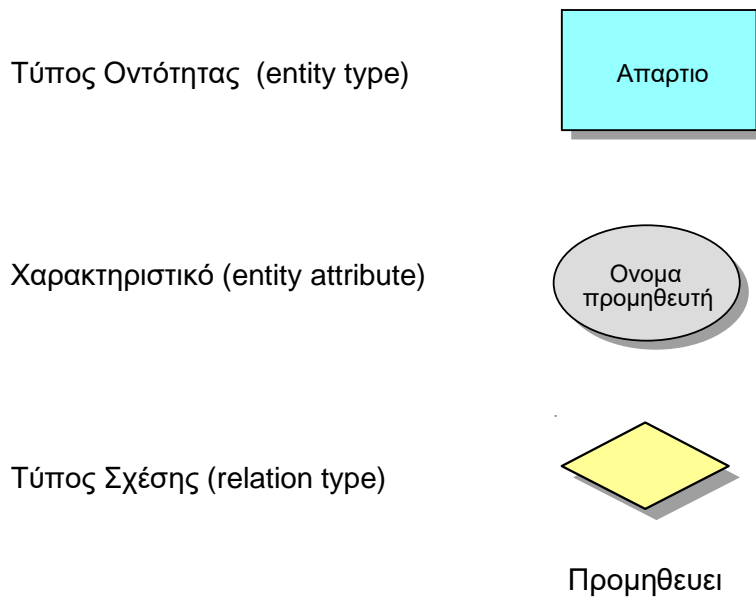 Τύπος Οντότητας (entity type)
Απαρτιο
Χαρακτηριστικό (entity attribute)
Ονομα
προμηθευτή
Τύπος Σχέσης (relation type)
Προμηθευει